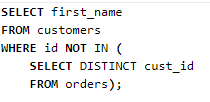 SELECT first_name
FROM customers
WHERE id NOT IN (
    SELECT DISTINCT cust_id
    FROM orders);